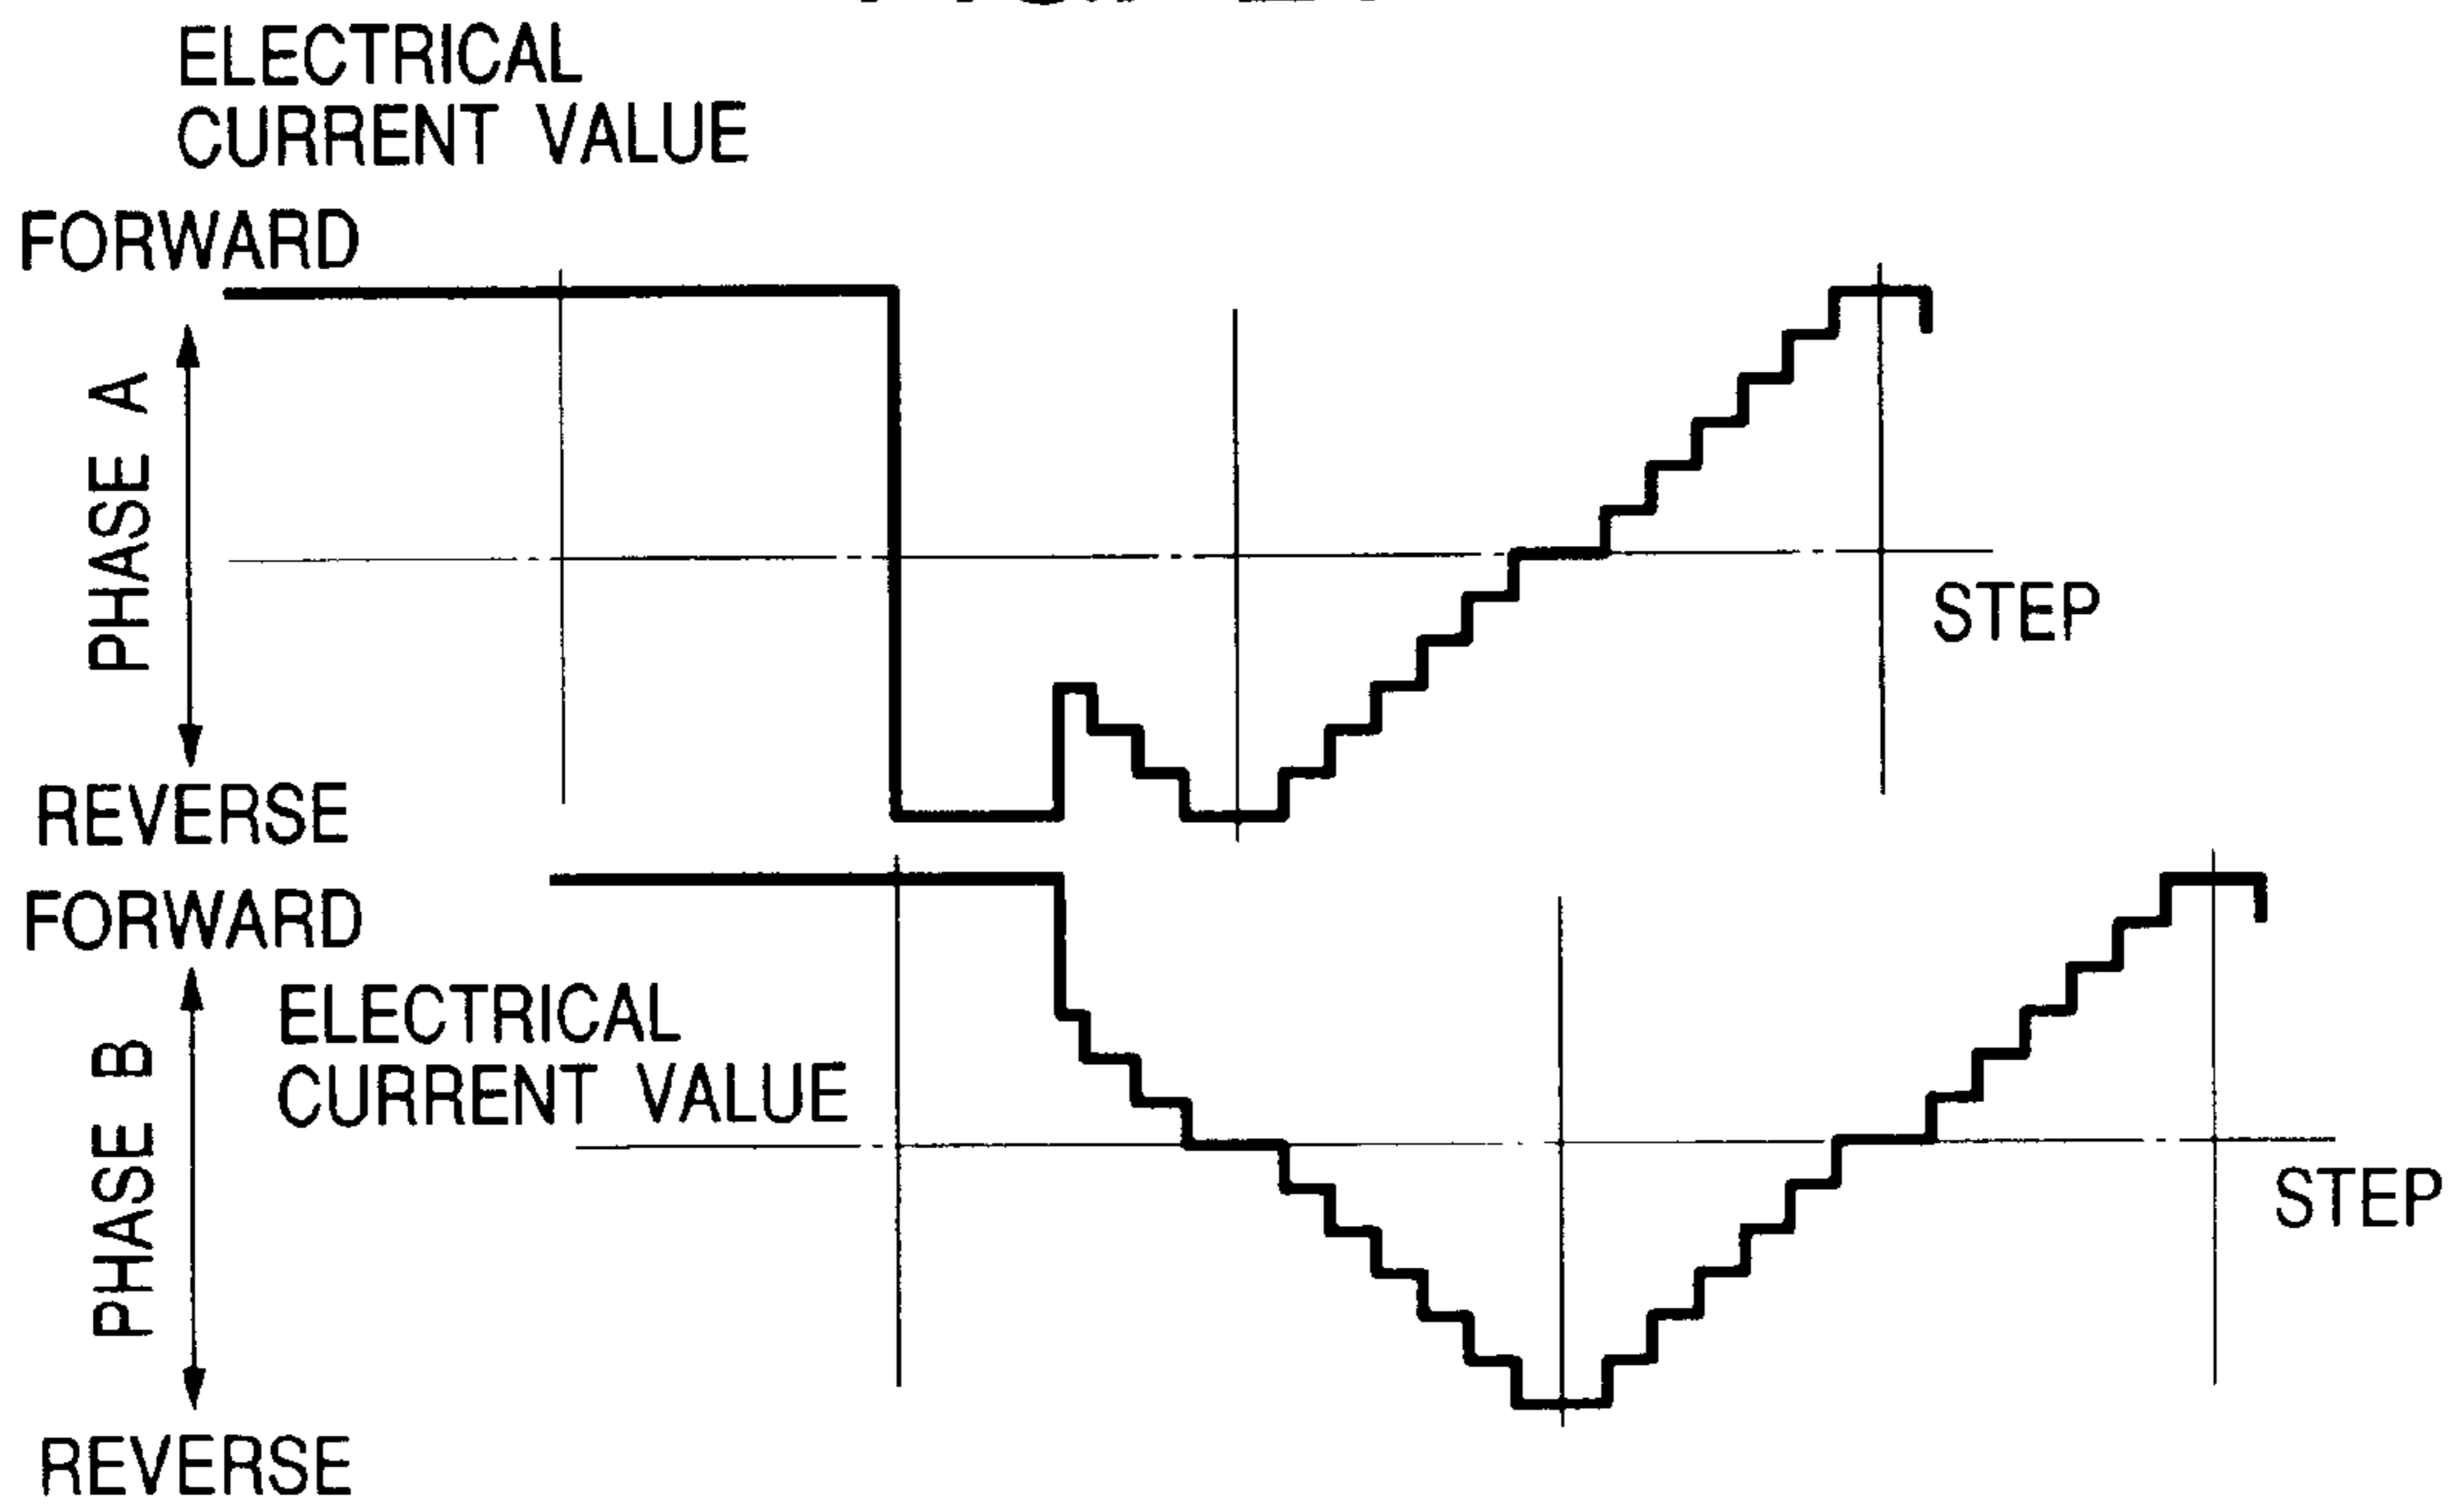 ELECTRICAL
CURRENT VALUE
FORWARD
PHASE A
REVERSE
STEP
FORWARD
ELECTRICAL
CURRENT VALUE
PHASE B
REVERSE
STEP